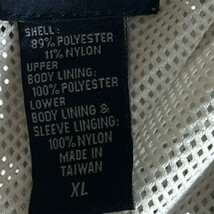 SHELL:
89% POLYESTER
11% NYLON
UPPER
BODY LINING:
100% POLYESTER
LOWER
BODY LINING &
SLEEVE LINGING:
100% NYLON
MADE IN
TAIWAN
XL